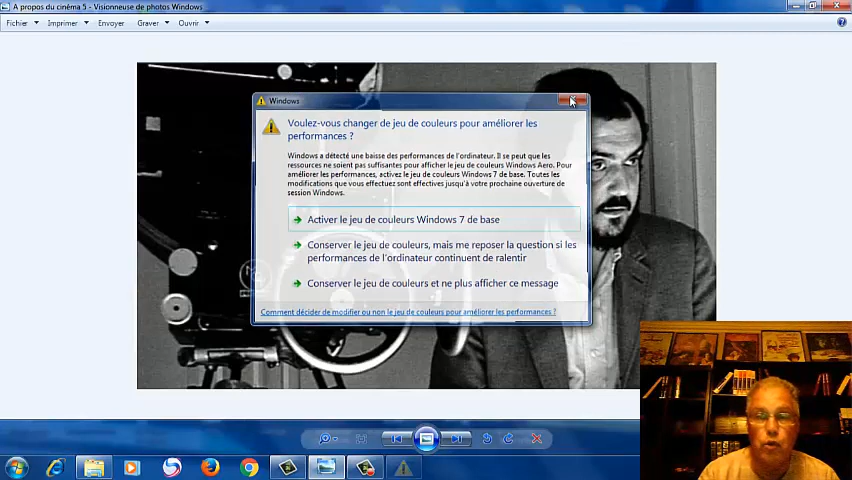 A propos du cinéma 5 - Visionneuse de photos Windows
Fichier Imprimer Envoyer Graver Ouvrir
Windows
Voulez-vous changer de jeu de couleurs pour améliorer les
performances ?
Windows a détecté une baisse des performances de l'ordinateur. Il se peut que les
ressources ne soient pas suffisantes pour afficher le jeu de couleurs Windows Aero. Pour
améliorer les performances, activez le jeu de couleurs Windows 7 de base. Toutes les
modifications que vous effectuez sont effectives jusqu'à votre prochaine ouverture de
session Windows.
Activer le jeu de couleurs Windows 7 de base
Conserver le jeu de couleurs, mais me reposer la question si les
performances de l'ordinateur continuent de ralentir
Conserver le jeu de couleurs et ne plus afficher ce message
Comment décider de modifier ou non le jeu de couleurs pour améliorer les performances ?